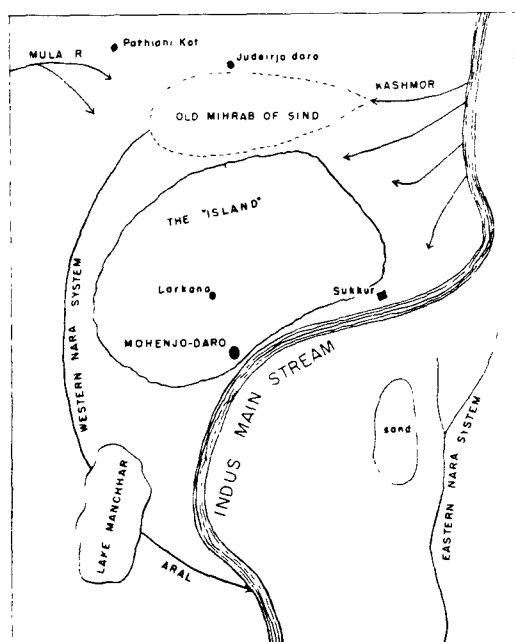 MULA R
Pathiani Kot
Judeirjo daro
KASHMOR
OLD MIHRAB OF SIND
THE "ISLAND"
WESTERN NARA SYSTEM
Larkana
Sukkur
MOHENJO-DARO
INDUS MAIN STREAM
sand
EASTERN NARA SYSTEM
LAKE MANCHHAR
ARAL